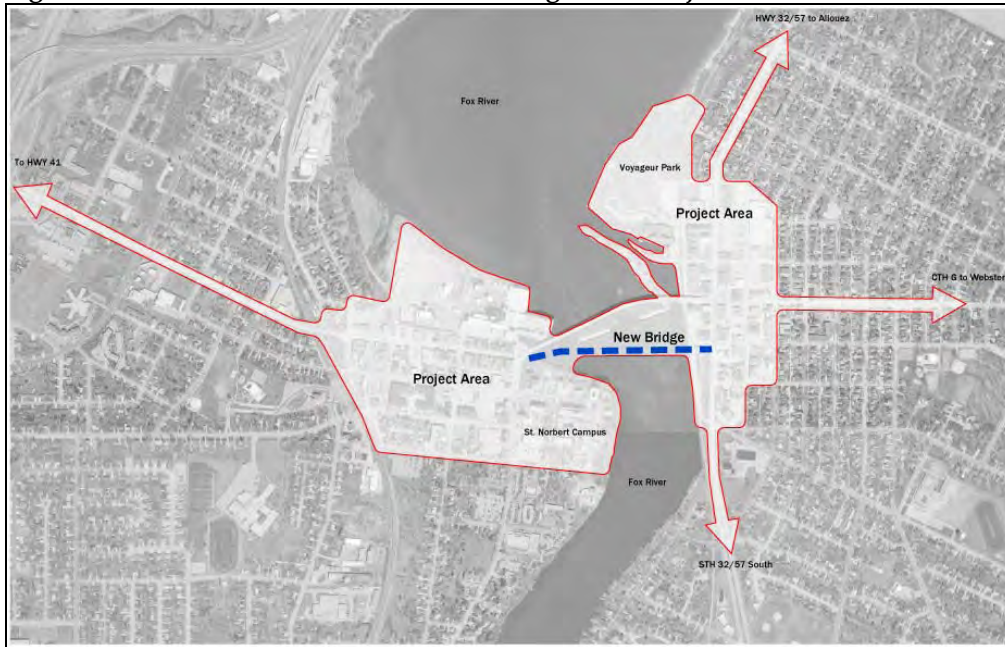 HWY 32/57 to Allouez
Fox River
To HWY 41
Voyageur Park
Project Area
CTH G to Webster
New Bridge
Project Area
St. Norbert Campus
Fox River
STH 32/57 South